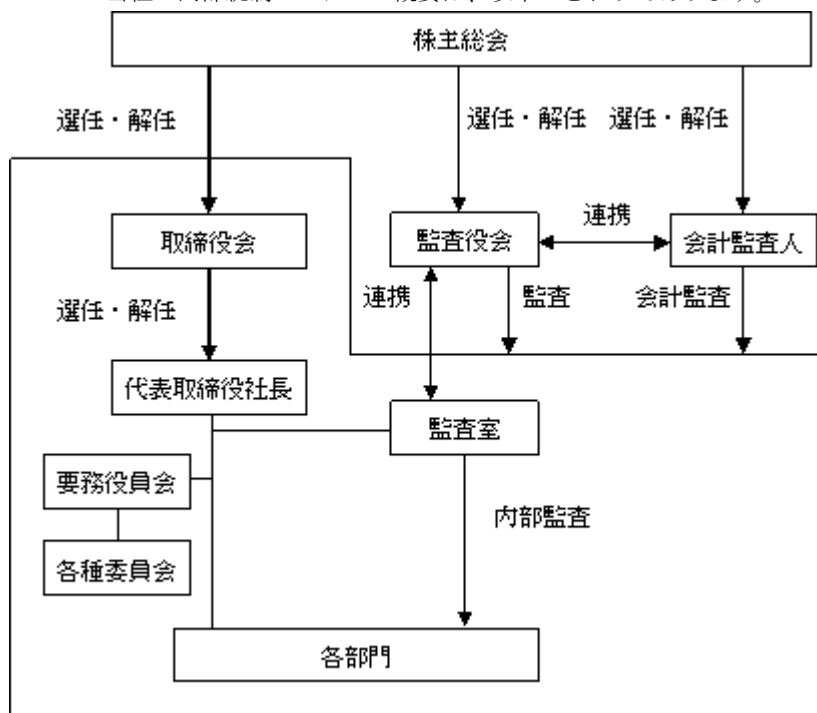 株主総会
選任・解任
選任・解任 選任・解任
取締役会
監査役会
連携
会計監査人
選任・解任
連携
監査
会計監査
代表取締役社長
監査室
要務役員会
内部監査
各種委員会
各部門